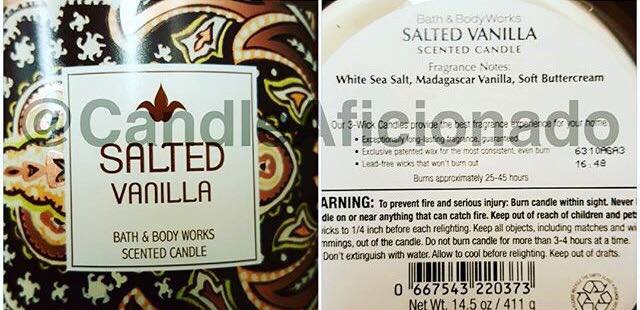 @CandleAficionado
SALTED
VANILLA
BATH & BODY WORKS
SCENTED CANDLE
Bath & Body Works
SALTED VANILLA
SCENTED CANDLE
Fragrance Notes:
White Sea Salt, Madagascar Vanilla, Soft Buttercream
Our 3-Wick Candles provide the best fragrance experience for your home
• Exceptionally long-lasting fragrance, guaranteed
• Exclusive patented wax for the most consistent, even burn
• Lead-free wicks that won't burn out
6310ASA3
16:48
Burns approximately 25-45 hours
ARNING: To prevent fire and serious injury: Burn candle within sight. Never
dle on or near anything that can catch fire. Keep out of reach of children and pet
icks to 1/4 inch before each relighting. Keep all objects, including matches and wi
mmings, out of the candle. Do not burn candle for more than 3-4 hours at a time.
Don't extinguish with water. Allow to cool before relighting. Keep out of drafts.
0 667543 220373
Net Wt. 14.5 oz / 411 g